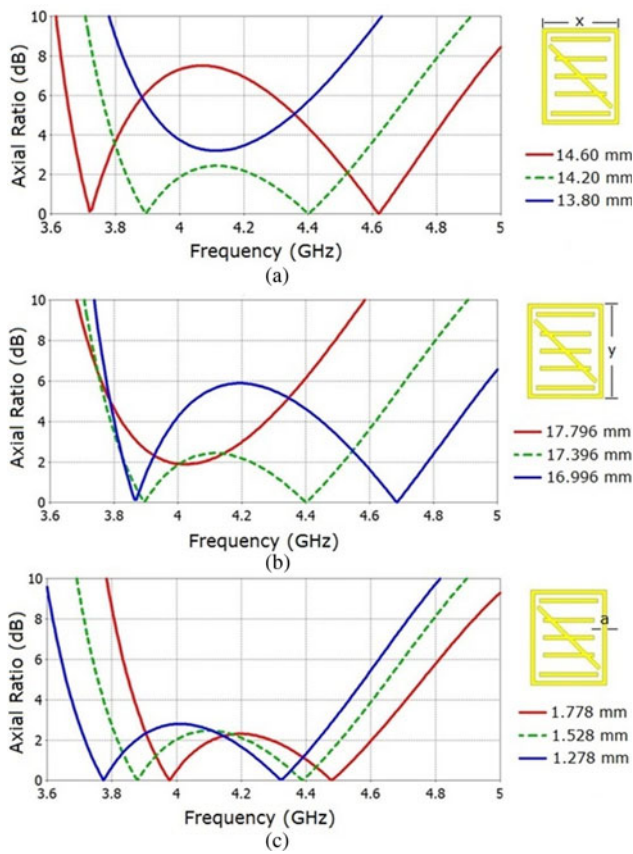 10
8
6
4
2
0
Axial Ratio (dB)
3.6 3.8 4 4.2 4.4 4.6 4.8 5
Frequency (GHz)
x
14.60 mm
14.20 mm
13.80 mm
(a)
10
8
6
4
2
0
Axial Ratio (dB)
3.6 3.8 4 4.2 4.4 4.6 4.8 5
Frequency (GHz)
y
17.796 mm
17.396 mm
16.996 mm
(b)
10
8
6
4
2
0
Axial Ratio (dB)
3.6 3.8 4 4.2 4.4 4.6 4.8 5
Frequency (GHz)
a
1.778 mm
1.528 mm
1.278 mm
(c)